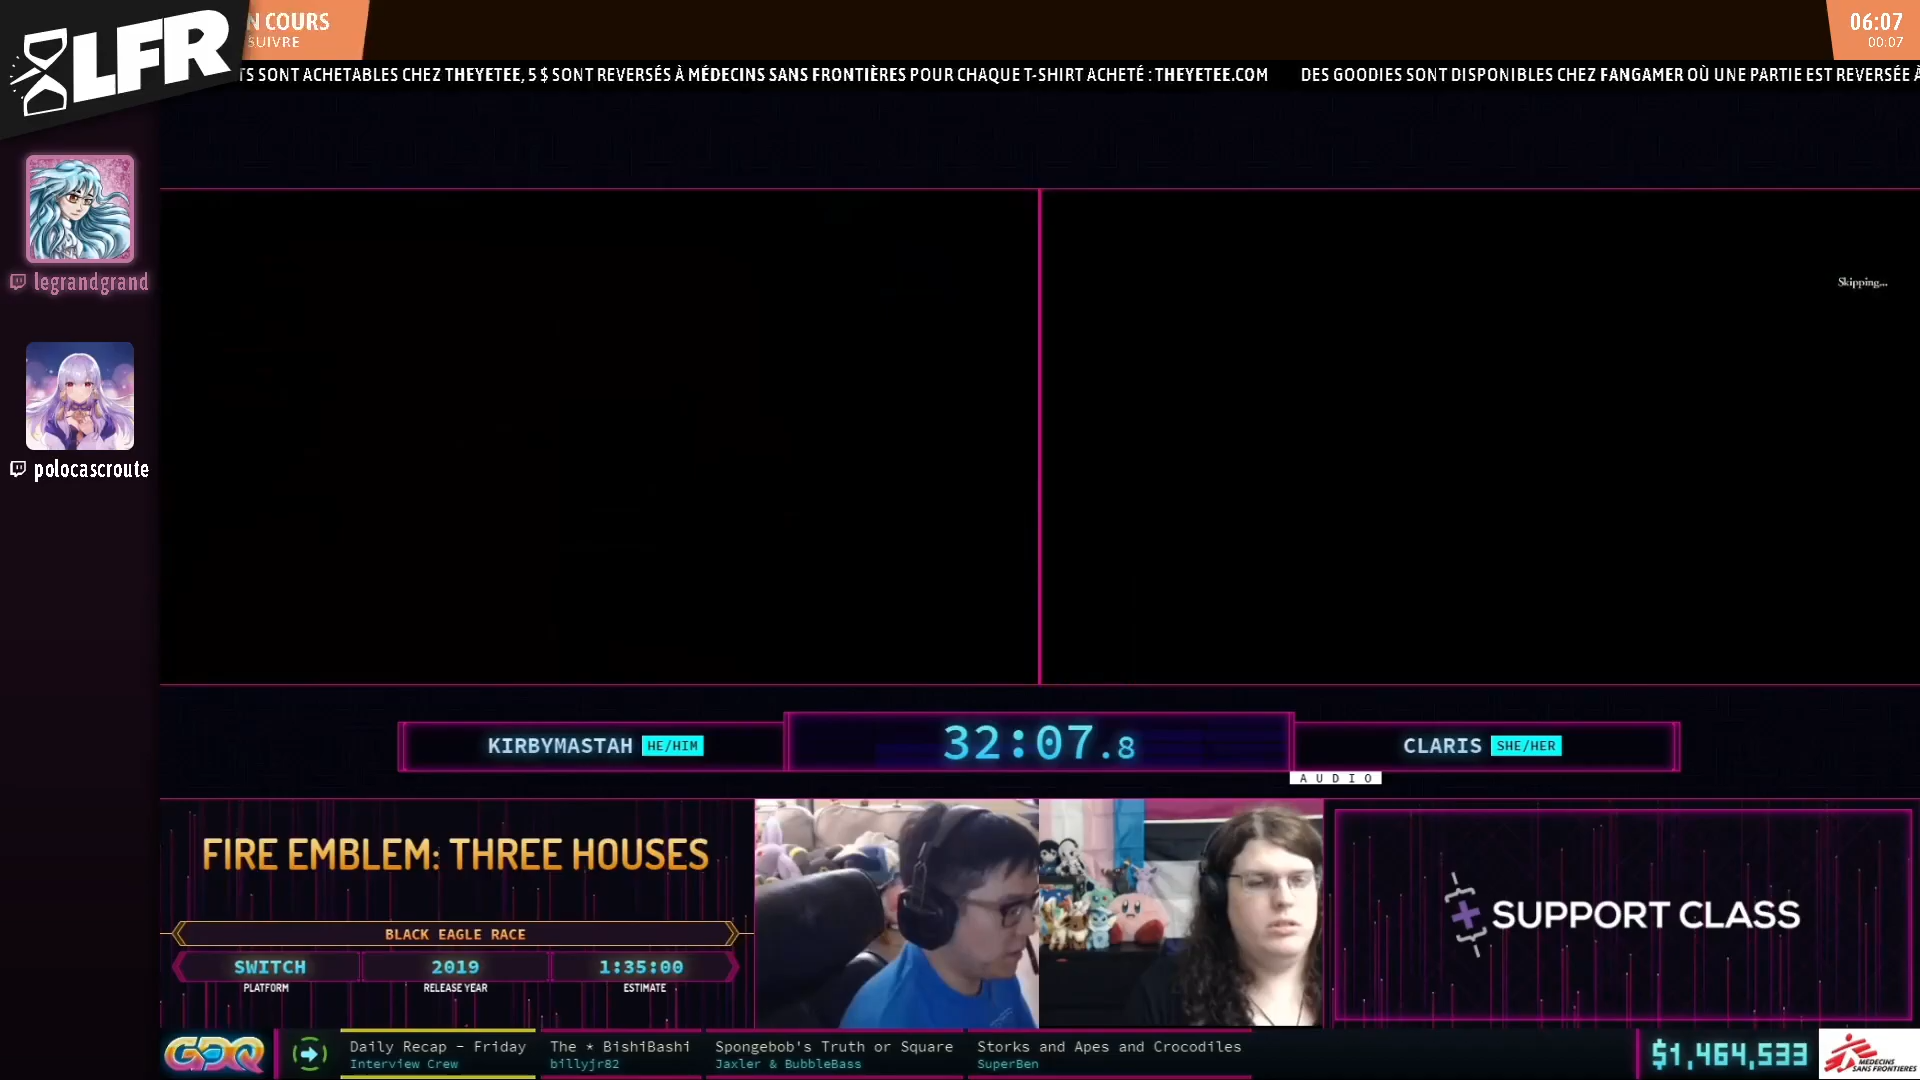 N COURS
SUIVRE
06:07
00:07
LFR
TS SONT ACHETABLES CHEZ THEYETEE, 5 $ SONT REVERSÉS À MÉDECINS SANS FRONTIÈRES POUR CHAQUE T-SHIRT ACHETÉ : THEYETEE.COM
DES GOODIES SONT DISPONIBLES CHEZ FANGAMER OÙ UNE PARTIE EST REVERSÉE À
legrandgrand
polocascroute
Skipping...
KIRBYMASTAH HE/HIM
32:07.8
CLARIS SHE/HER
AUDIO
FIRE EMBLEM: THREE HOUSES
BLACK EAGLE RACE
SWITCH
2019
1:35:00
PLATFORM
RELEASE YEAR
ESTIMATE
SUPPORT CLASS
GDQ
Daily Recap - Friday
Interview Crew
The * BishiBashi
billyjr82
Spongebob's Truth or Square
Jaxler & BubbleBass
Storks and Apes and Crocodiles
SuperBen
$1,464,533
MEDECINS
SANS FRONTIERES